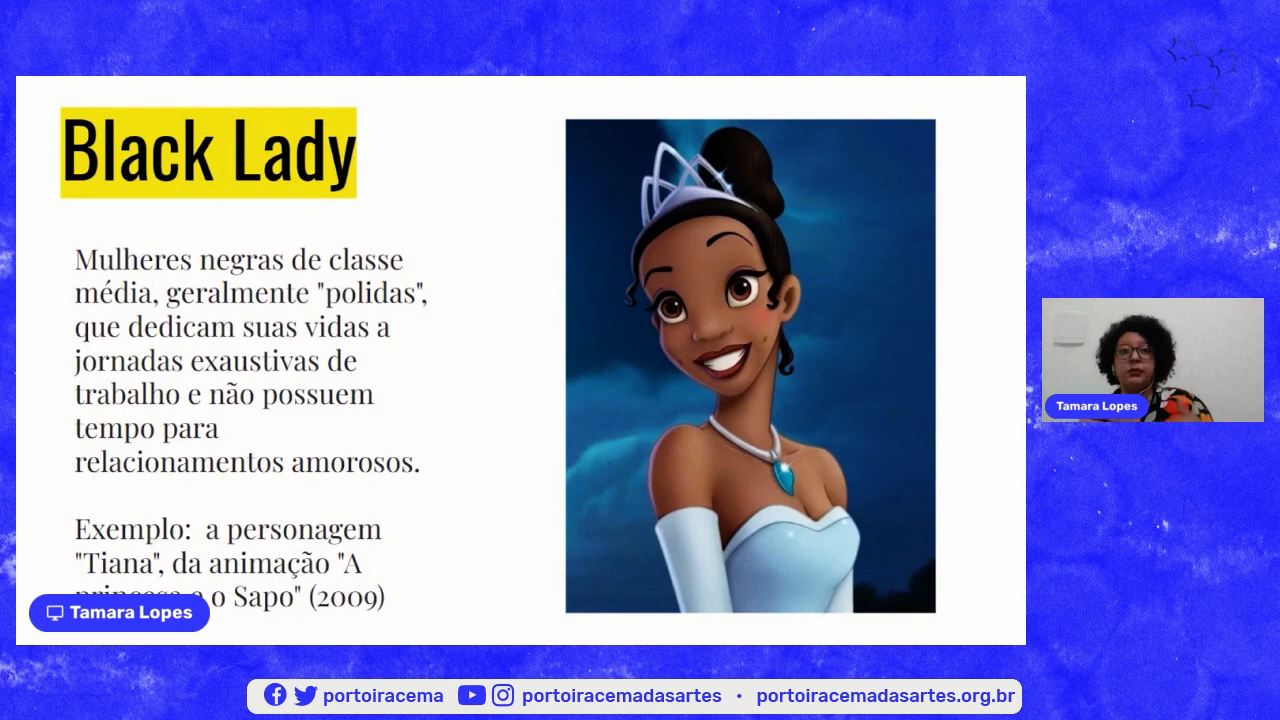 Black Lady
Mulheres negras de classe
média, geralmente "polidas",
que dedicam suas vidas a
jornadas exaustivas de
trabalho e não possuem
tempo para
relacionamentos amorosos.
Exemplo: a personagem
"Tiana", da animação "A
o Sapo" (2009)
Tamara Lopes
Tamara Lopes
portoiracema portoiracemadasartes • portoiracemadasartes.org.br